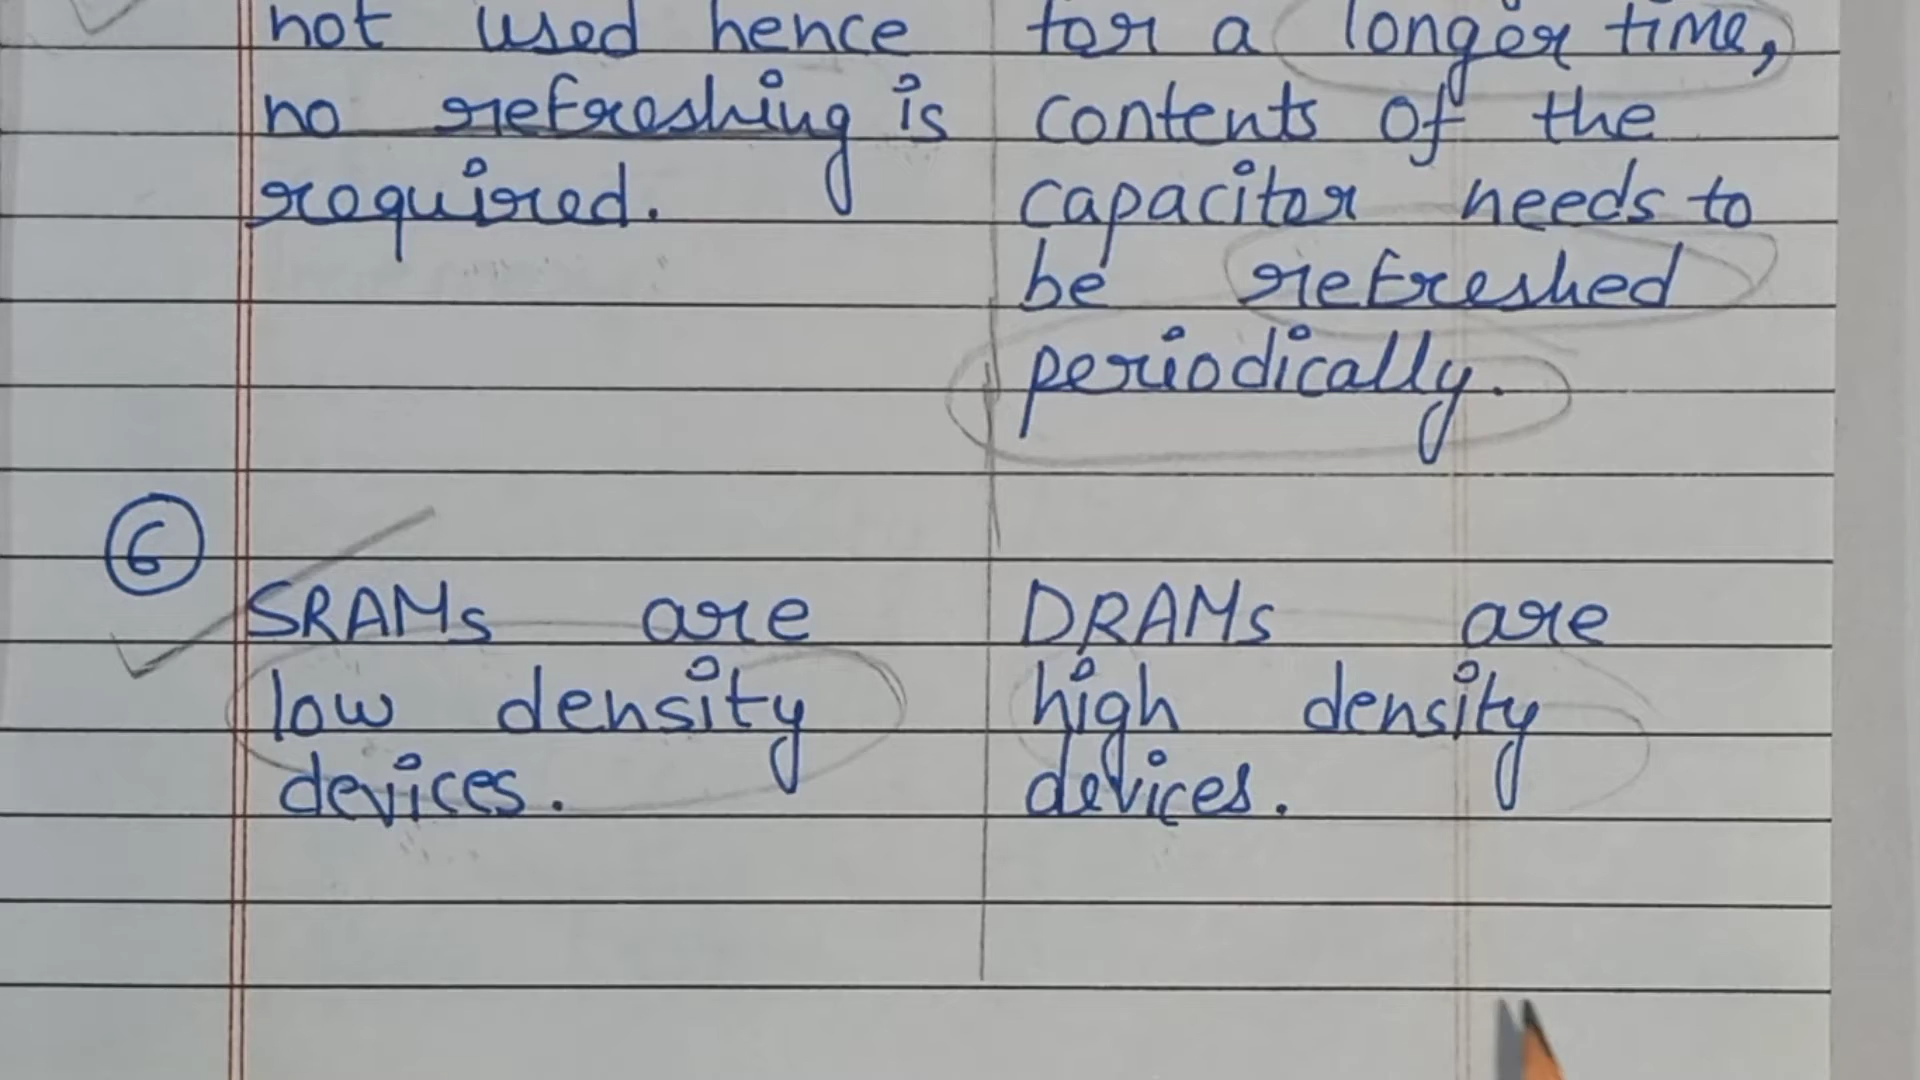 not used hence
no refreshing is
required.
for a longer time,
contents of the
capacitor needs to
be refreshed
periodically.
6
SRAMs are
low density
devices.
DRAMs are
high density
devices.